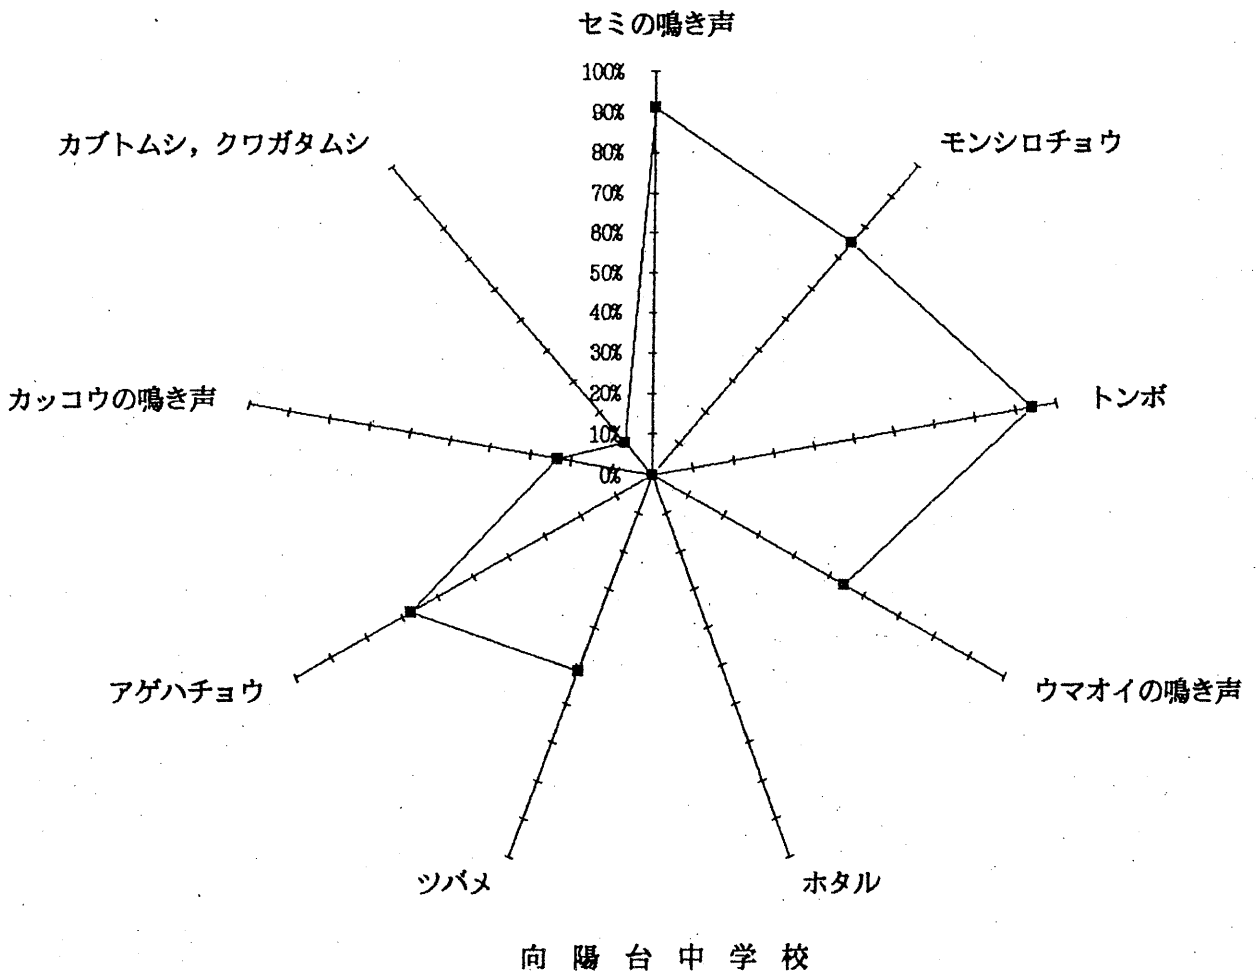 セミの鳴き声
100%
90%
80%
70%
60%
50%
40%
30%
20%
10%
0%
モンシロチョウ
トンボ
ウマオイの鳴き声
ホタル
ツバメ
アゲハチョウ
カッコウの鳴き声
カブトムシ，クワガタムシ
向陽台中学校